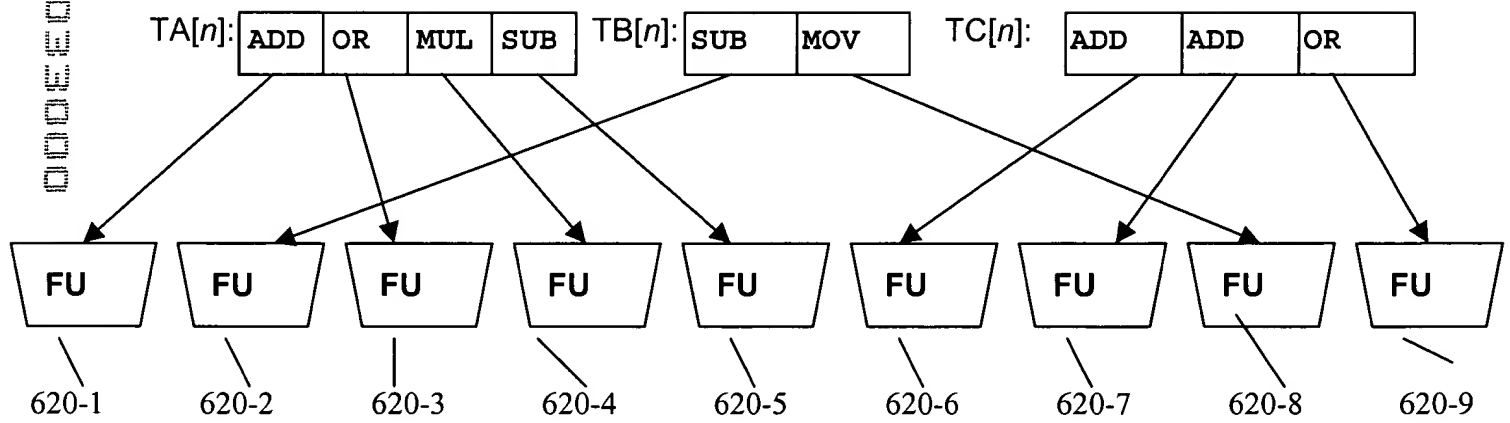 TA[n]: ADD OR MUL SUB TB[n]: SUB MOV TC[n]: ADD ADD OR
FU FU FU FU FU FU FU FU FU
620-1 620-2 620-3 620-4 620-5 620-6 620-7 620-8 620-9